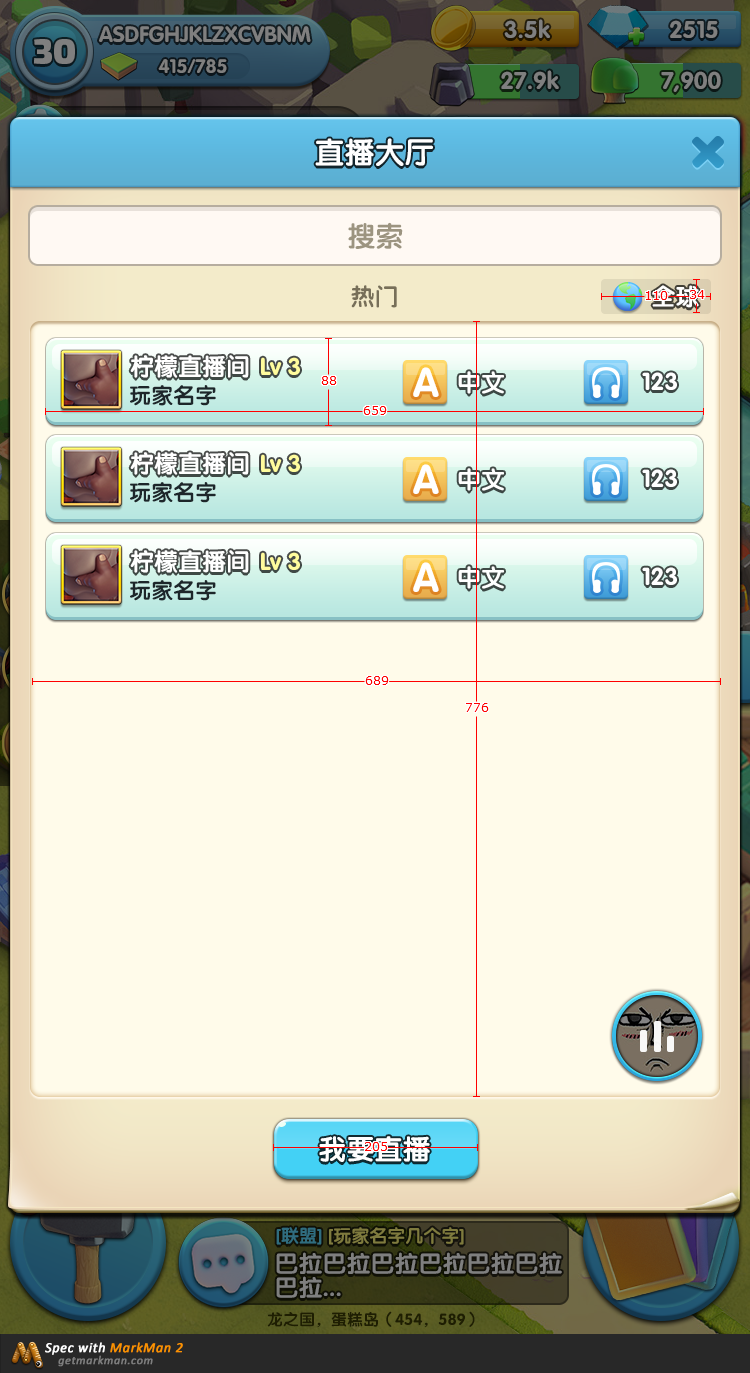 30
ASDFGHJKLZXCVBNM
415/785
3.5k
2515
27.9k
7,900
直播大厅
搜索
热门
全球
110
34
柠檬直播间 Lv 3
玩家名字
A 中文
123
88
659
柠檬直播间 Lv 3
玩家名字
A 中文
123
柠檬直播间 Lv 3
玩家名字
A 中文
123
689
776
我要直播
205
[联盟] [玩家名字几个字]
巴拉巴拉巴拉巴拉巴拉巴拉
巴拉...
龙之国，蛋糕岛（454，589）
Spec with MarkMan 2
getmarkman.com